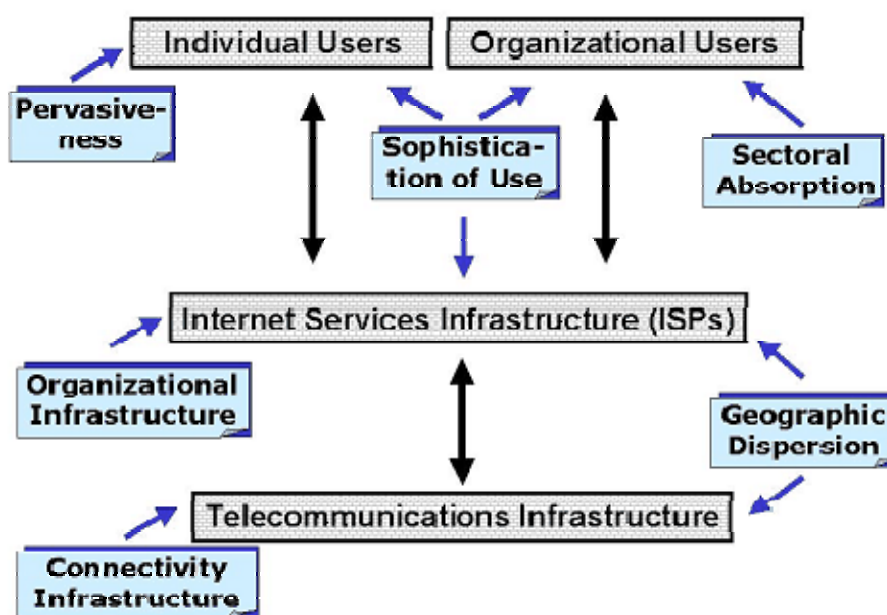 Individual Users
Organizational Users
Pervasive-
ness
Sophistica-
tion of Use
Sectoral
Absorption
Internet Services Infrastructure (ISPs)
Organizational
Infrastructure
Geographic
Dispersion
Telecommunications Infrastructure
Connectivity
Infrastructure